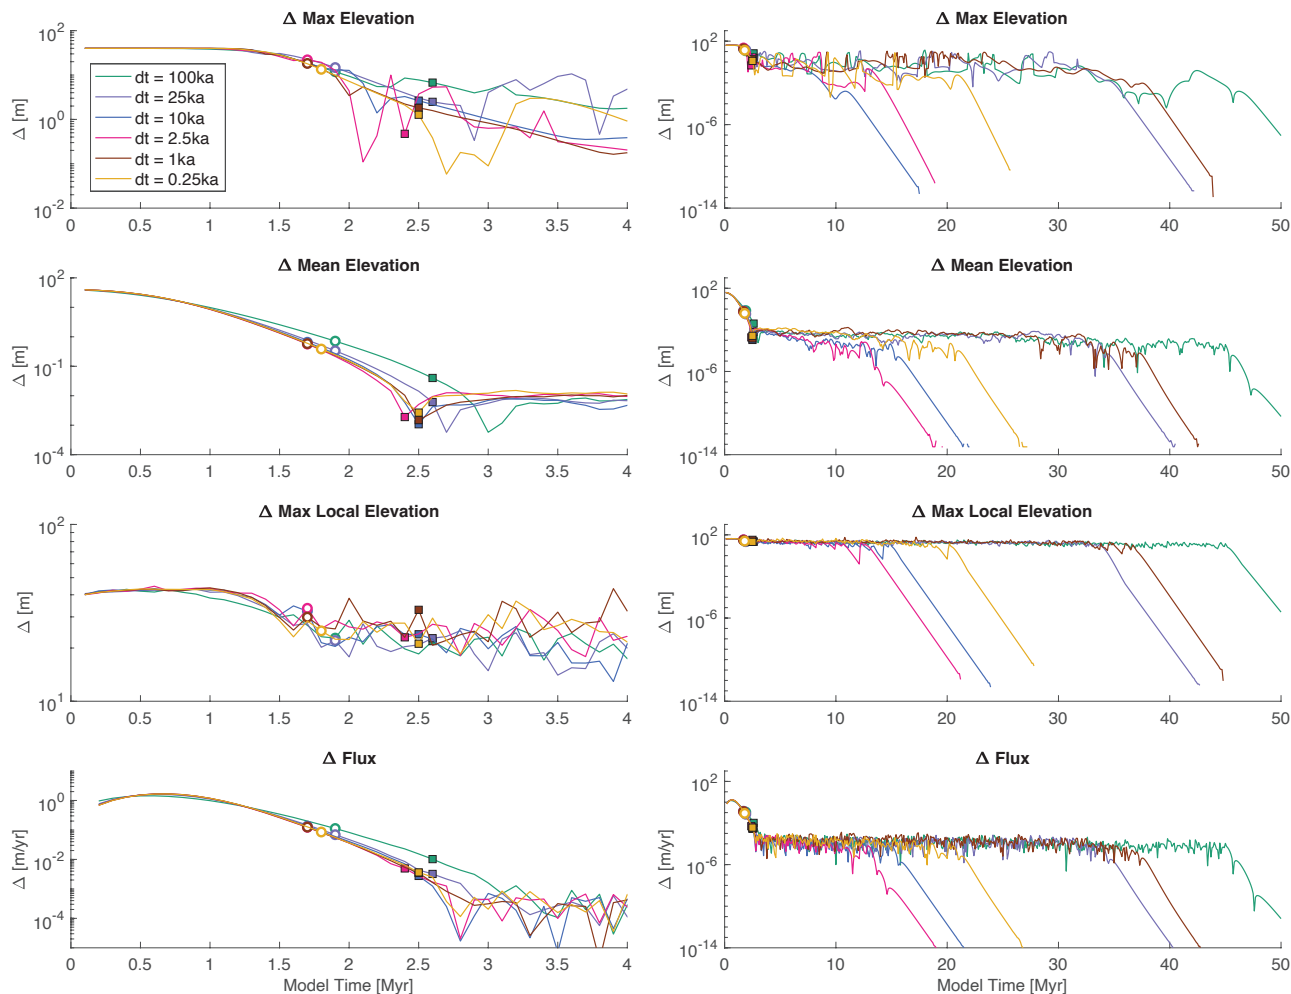 Δ Max Elevation
10^2
10^0
10^-2
Δ [m]
dt = 100ka
dt = 25ka
dt = 10ka
dt = 2.5ka
dt = 1ka
dt = 0.25ka
0 0.5 1 1.5 2 2.5 3 3.5 4
Δ Max Elevation
10^2
10^-6
10^-14
Δ [m]
0 10 20 30 40 50
Δ Mean Elevation
10^2
10^-1
10^-4
Δ [m]
0 0.5 1 1.5 2 2.5 3 3.5 4
Δ Mean Elevation
10^2
10^-6
10^-14
Δ [m]
0 10 20 30 40 50
Δ Max Local Elevation
10^2
10^1
Δ [m]
0 0.5 1 1.5 2 2.5 3 3.5 4
Δ Max Local Elevation
10^2
10^-6
10^-14
Δ [m]
0 10 20 30 40 50
Δ Flux
10^0
10^-2
10^-4
Δ [m/yr]
0 0.5 1 1.5 2 2.5 3 3.5 4
Model Time [Myr]
Δ Flux
10^2
10^-6
10^-14
Δ [m/yr]
0 10 20 30 40 50
Model Time [Myr]